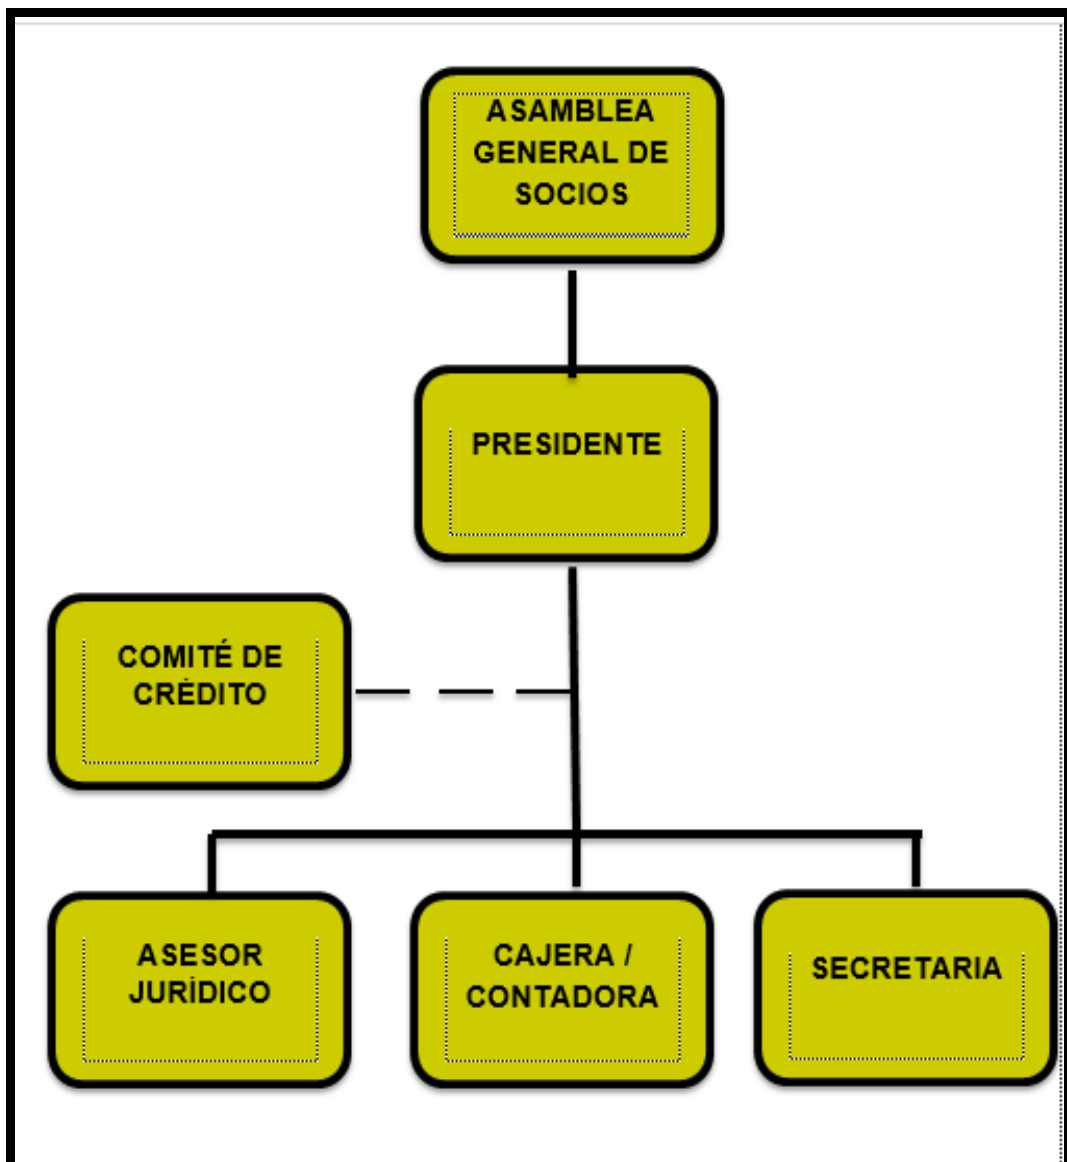 ASAMBLEA
GENERAL DE
SOCIOS
PRESIDENTE
COMITÉ DE
CRÉDITO
ASESOR
JURÍDICO
CAJERA /
CONTADORA
SECRETARIA